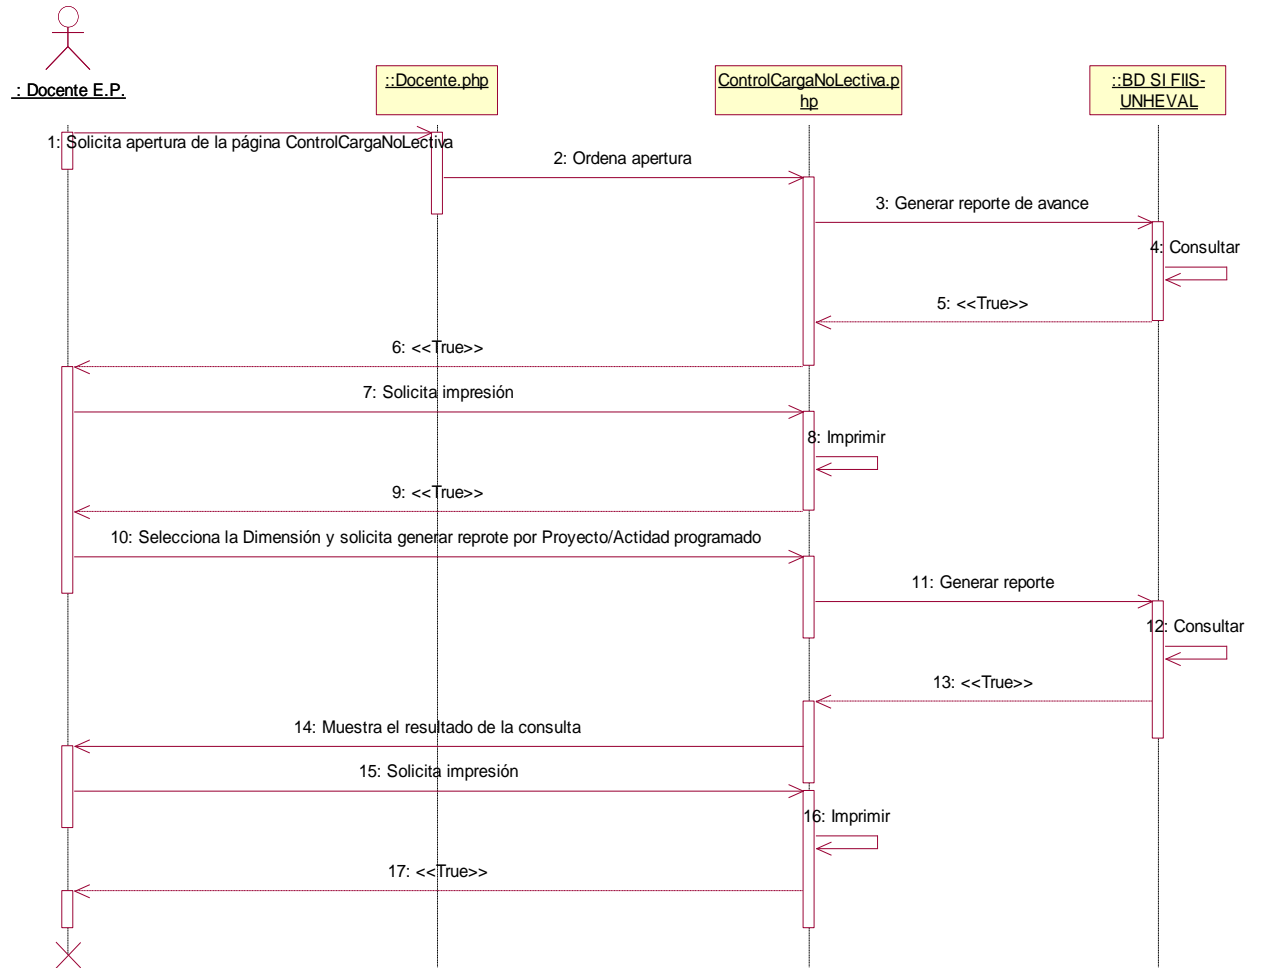 : Docente E.P.
::Docente.php
ControlCargaNoLectiva.p
hp
::BD SI FIIS-
UNHEVAL
1: Solicita apertura de la página ControlCargaNoLectiva
2: Ordena apertura
3: Generar reporte de avance
4: Consultar
5: <<True>>
6: <<True>>
7: Solicita impresión
8: Imprimir
9: <<True>>
10: Selecciona la Dimensión y solicita generar reprote por Proyecto/Actidad programado
11: Generar reporte
12: Consultar
13: <<True>>
14: Muestra el resultado de la consulta
15: Solicita impresión
16: Imprimir
17: <<True>>